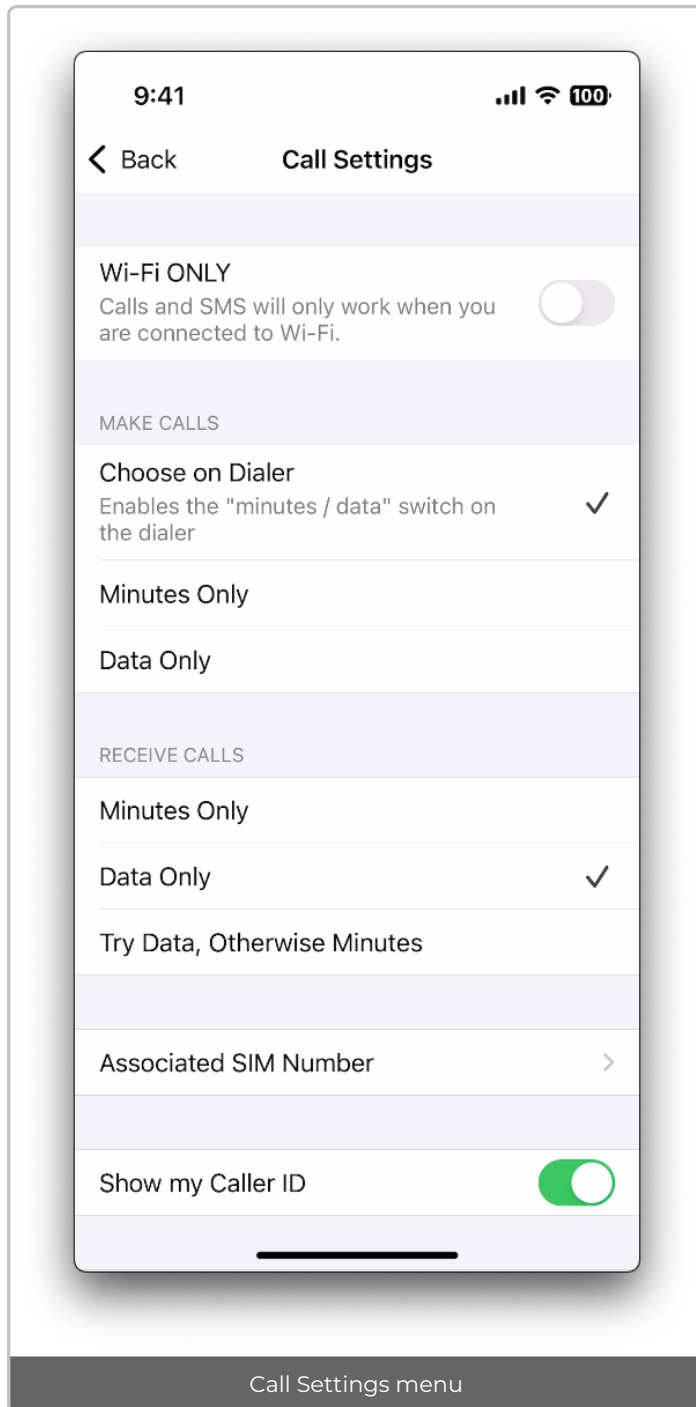 9:41
100
Back
Call Settings
Wi-Fi ONLY
Calls and SMS will only work when you
are connected to Wi-Fi.
MAKE CALLS
Choose on Dialer
Enables the "minutes / data" switch on
the dialer
Minutes Only
Data Only
RECEIVE CALLS
Minutes Only
Data Only
Try Data, Otherwise Minutes
Associated SIM Number
Show my Caller ID
Call Settings menu